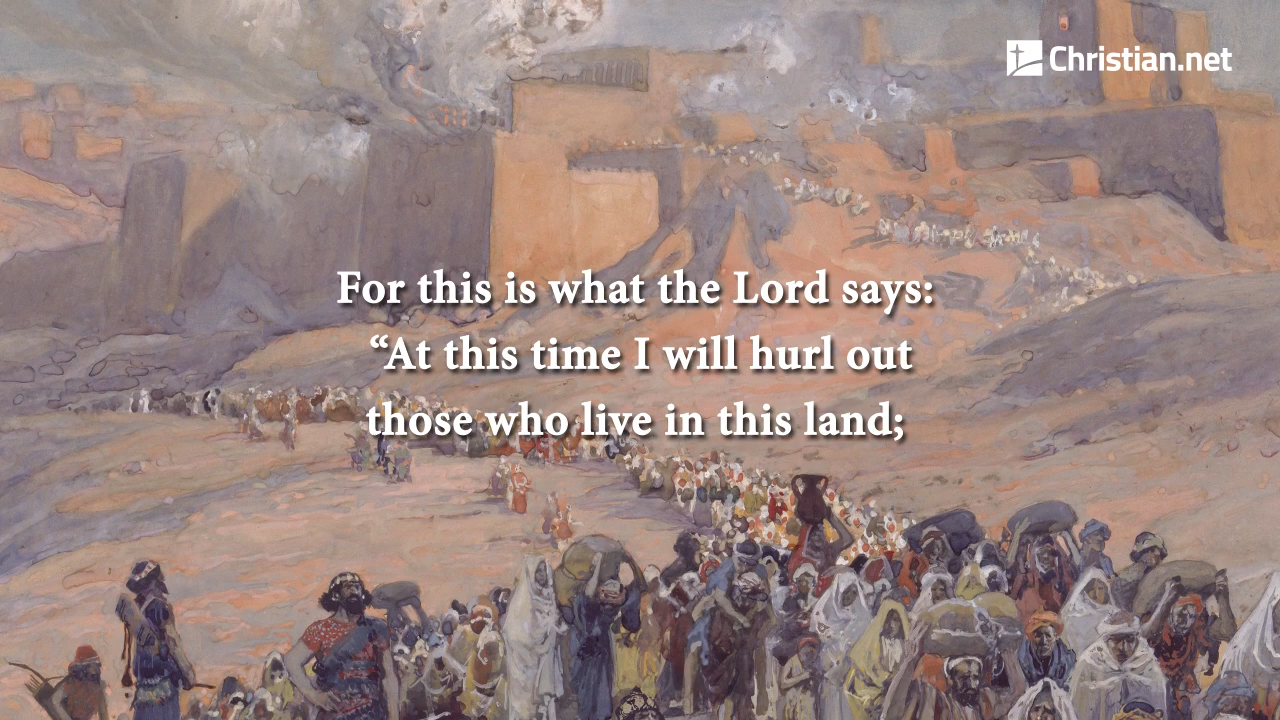 Christian.net
For this is what the Lord says:
“At this time I will hurl out
those who live in this land;